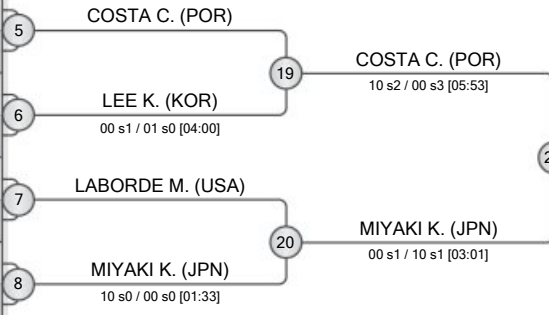 COSTA C. (POR)
5
19
COSTA C. (POR)
10 s2 / 00 s3 [05:53]
LEE K. (KOR)
6
00 s1 / 01 s0 [04:00]
2
LABORDE M. (USA)
7
20
MIYAKI K. (JPN)
00 s1 / 10 s1 [03:01]
MIYAKI K. (JPN)
8
10 s0 / 00 s0 [01:33]